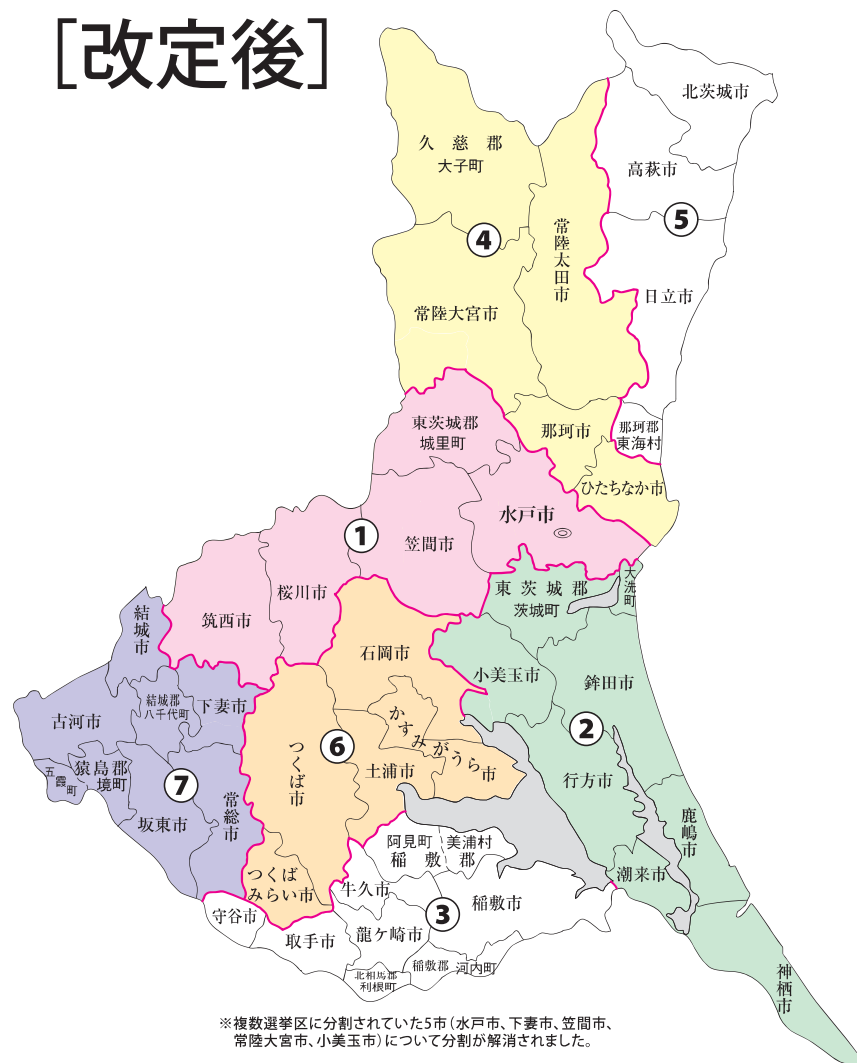 ［改定後］
北茨城市
久慈郡
大子町
高萩市
⑤
常陸太田市
④
日立市
常陸大宮市
東茨城郡
城里町
那珂市
那珂郡
東海村
ひたちなか市
水戸市
①
笠間市
桜川市
筑西市
東茨城郡
茨城町
大洗町
結城市
石岡市
小美玉市
鉾田市
結城郡
八千代町
下妻市
古河市
かすみがうら市
②
つくば市
⑥
猿島郡
境町
五霞町
⑦
土浦市
行方市
常総市
坂東市
鹿嶋市
阿見町
美浦村
稲敷郡
潮来市
つくば
みらい市
牛久市
③
稲敷市
守谷市
取手市
龍ケ崎市
稲敷郡
河内町
北相馬郡
利根町
神栖市
※複数選挙区に分割されていた5市（水戸市、下妻市、笠間市、
常陸大宮市、小美玉市）について分割が解消されました。